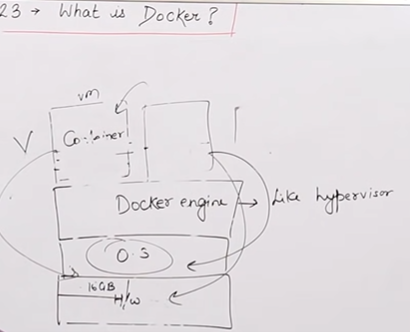 23 → What is Docker?
vm
V
Container
Docker engine → Like hypervisor
O.S
16GB
H/w